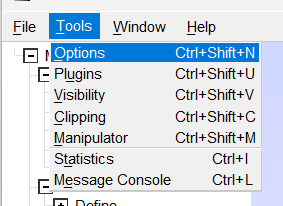 File Tools Window Help
Options Ctrl+Shift+N
Plugins Ctrl+Shift+U
Visibility Ctrl+Shift+V
Clipping Ctrl+Shift+C
Manipulator Ctrl+Shift+M
Statistics Ctrl+I
Message Console Ctrl+L
Define